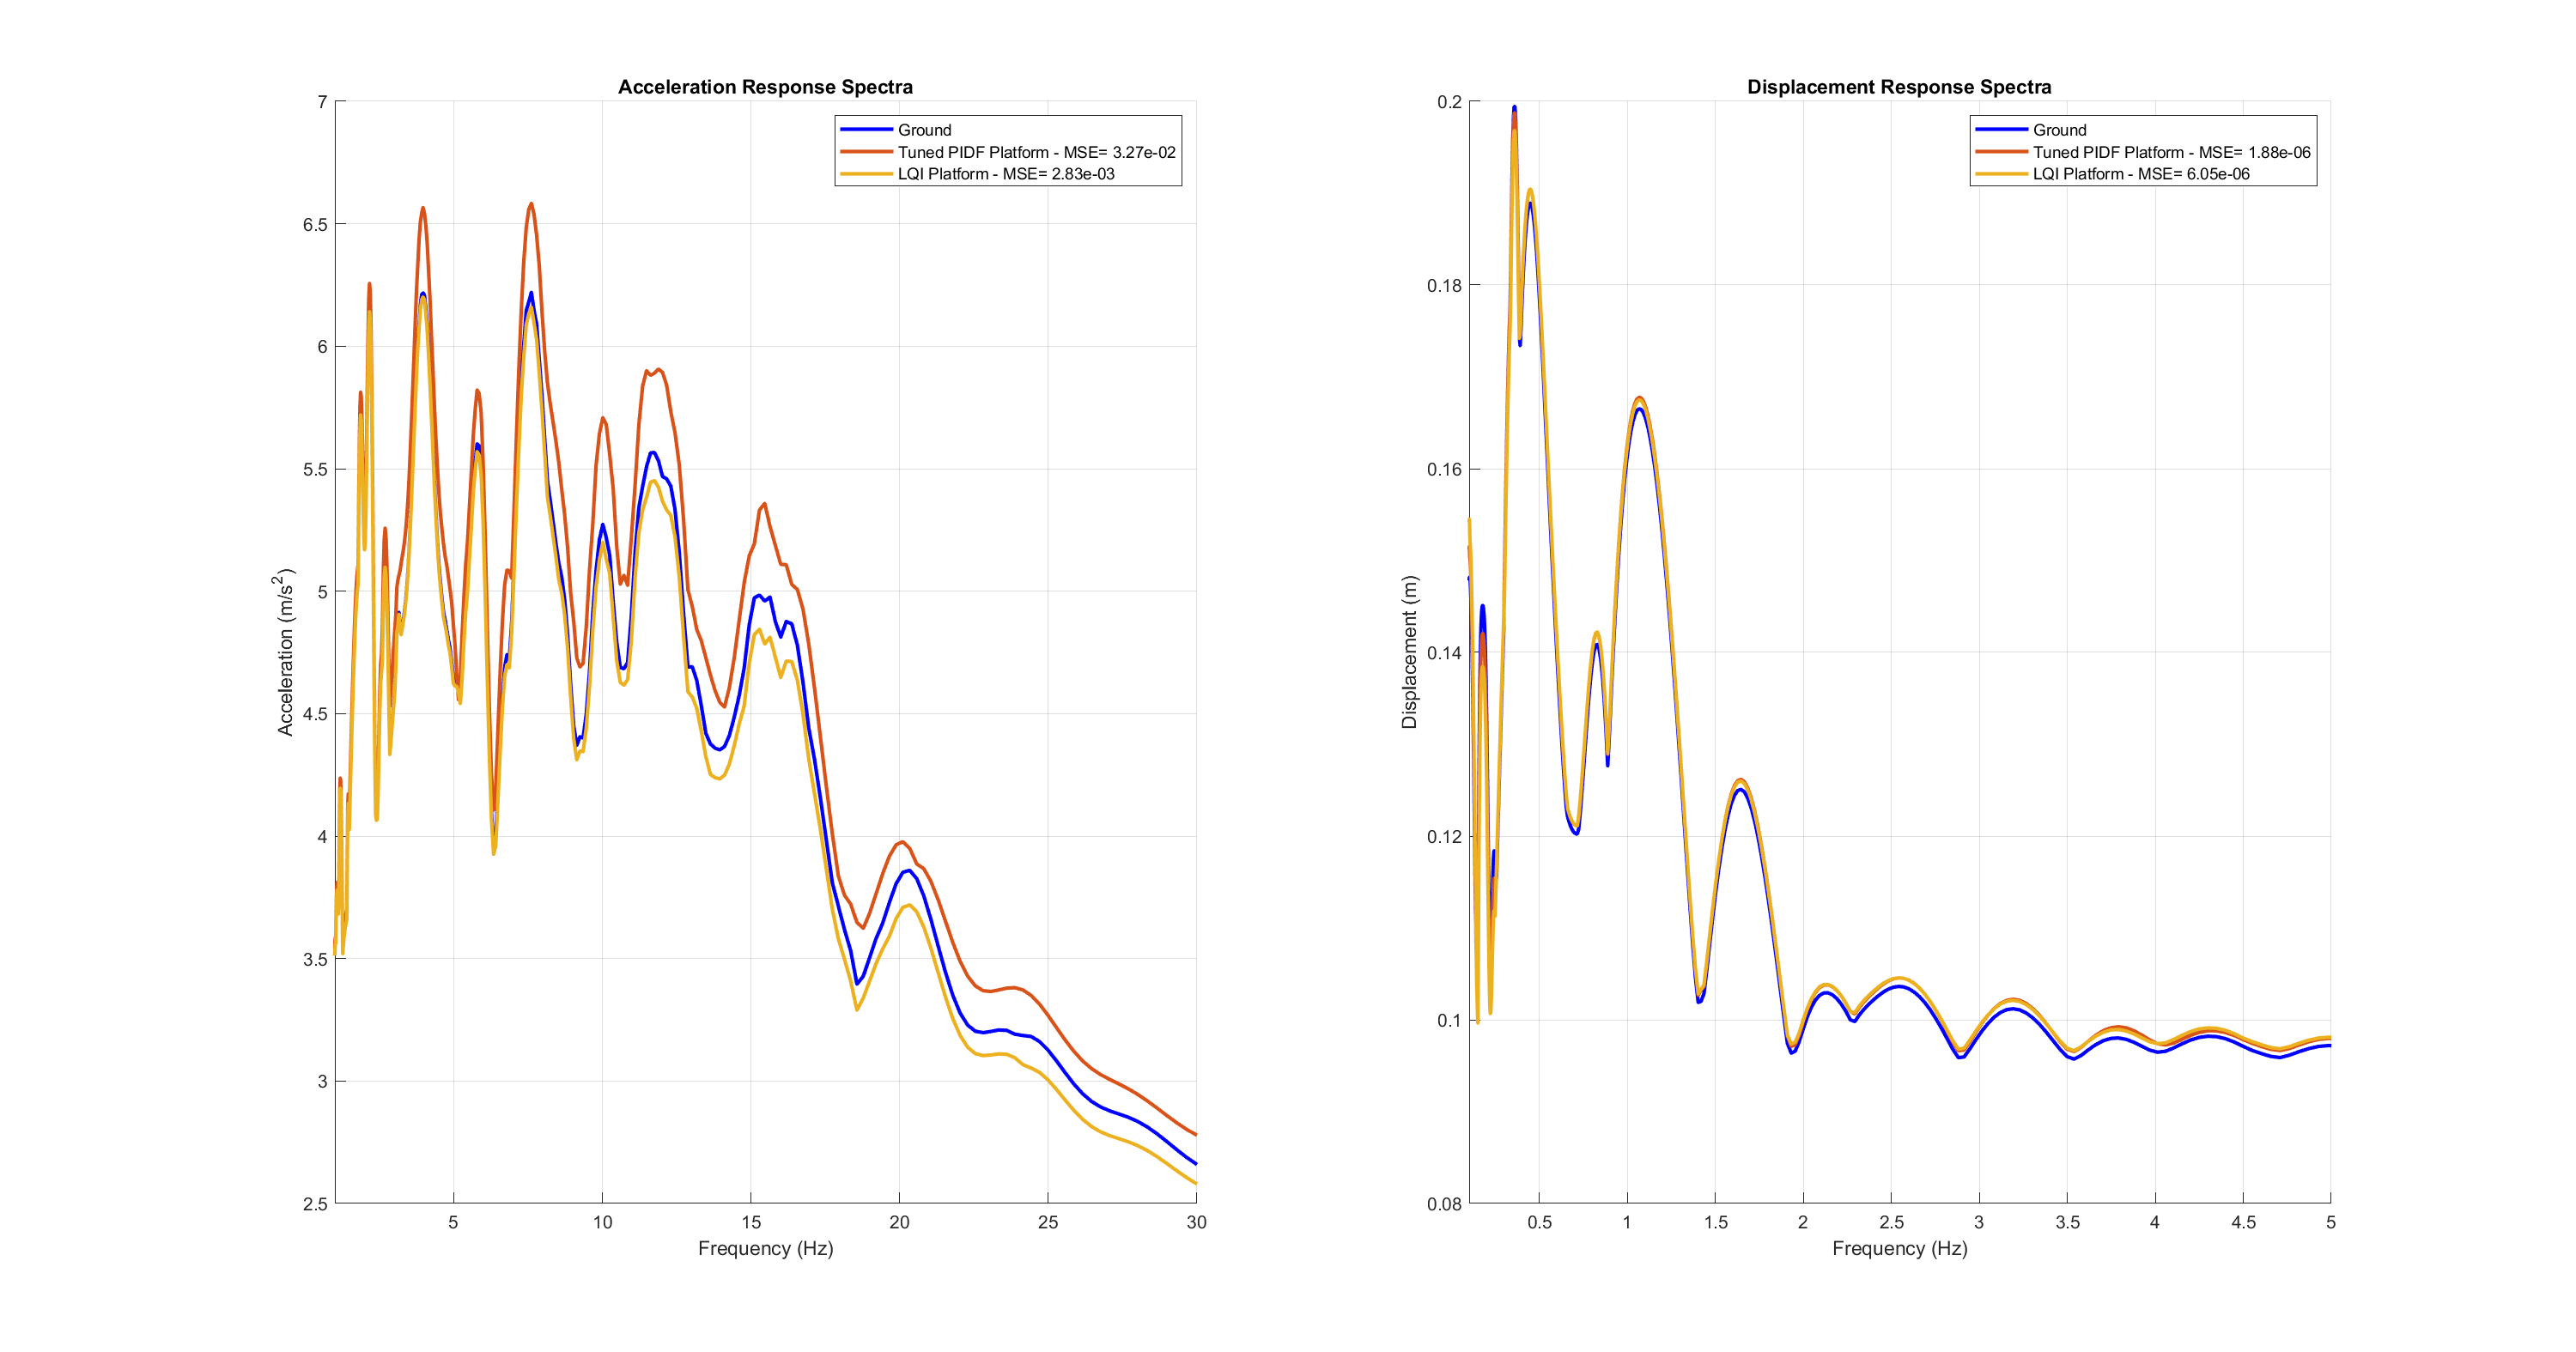 Acceleration Response Spectra
7
6.5
6
5.5
5
4.5
4
3.5
3
2.5
Acceleration (m/s²)
Ground
Tuned PIDF Platform - MSE= 3.27e-02
LQI Platform - MSE= 2.83e-03
5 10 15 20 25 30
Frequency (Hz)
Displacement Response Spectra
0.2
0.18
0.16
0.14
0.12
0.1
0.08
Displacement (m)
Ground
Tuned PIDF Platform - MSE= 1.88e-06
LQI Platform - MSE= 6.05e-06
0.5 1 1.5 2 2.5 3 3.5 4 4.5 5
Frequency (Hz)